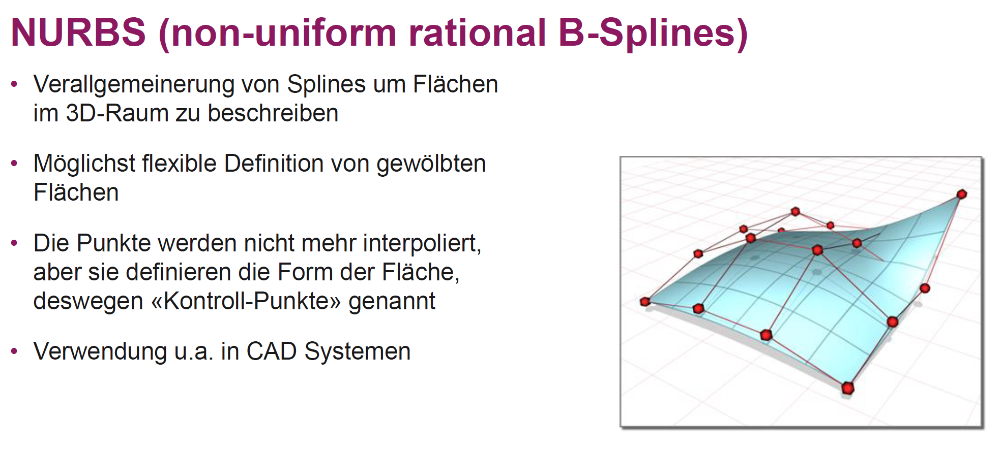 NURBS (non-uniform rational B-Splines)
• Verallgemeinerung von Splines um Flächen
im 3D-Raum zu beschreiben
• Möglichst flexible Definition von gewölbten
Flächen
• Die Punkte werden nicht mehr interpoliert,
aber sie definieren die Form der Fläche,
deswegen «Kontroll-Punkte» genannt
• Verwendung u.a. in CAD Systemen